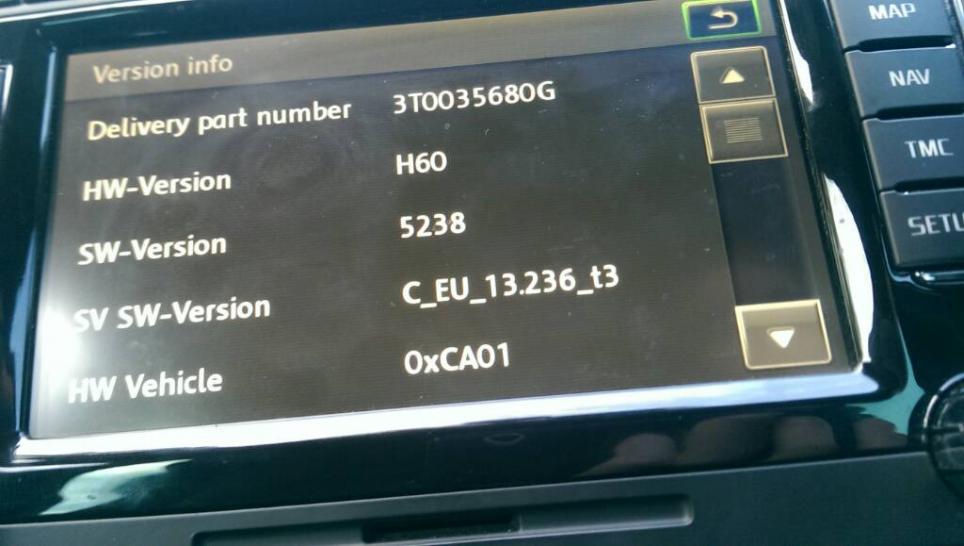 Version info
Delivery part number 3T0035680G
HW-Version H60
SW-Version 5238
SV SW-Version C_EU_13.236_t3
HW Vehicle 0xCA01
MAP
NAV
TMC
SETU